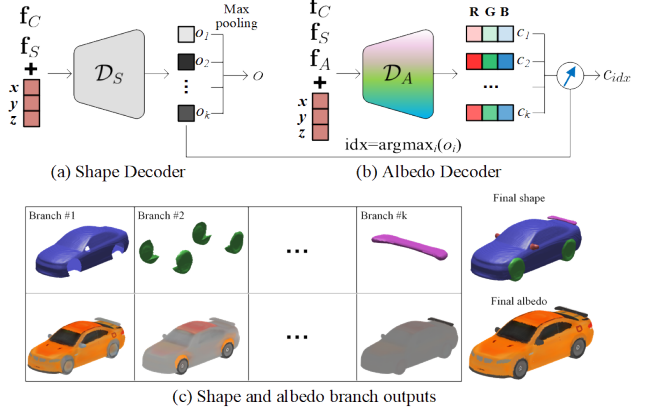 f_C
f_S
+
x
y
z
D_S
o_1
o_2
⋮
o_k
Max
pooling
o
f_C
f_S
f_A
+
x
y
z
D_A
R G B
c_1
c_2
...
c_k
c_idx
idx=argmax_i(o_i)
(a) Shape Decoder
(b) Albedo Decoder
Branch #1
Branch #2
...
Branch #k
Final shape
...
Final albedo
(c) Shape and albedo branch outputs